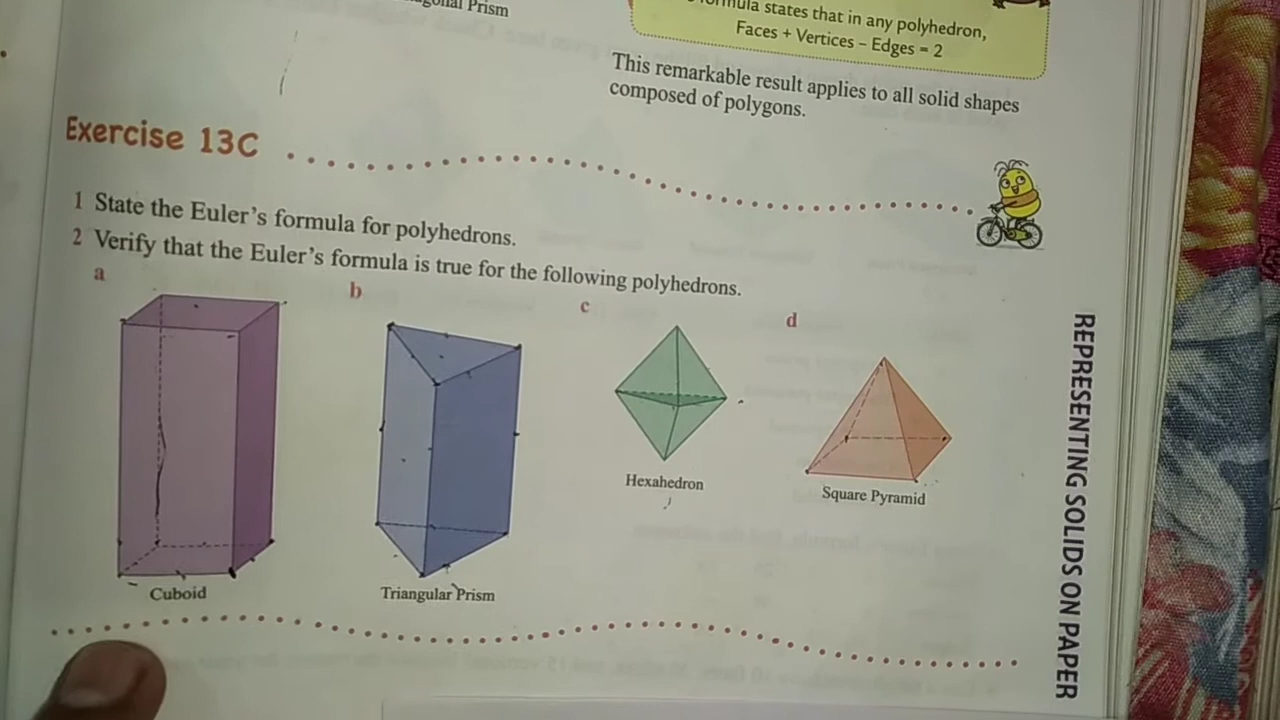 Prism
formula states that in any polyhedron,
Faces + Vertices – Edges = 2
This remarkable result applies to all solid shapes
composed of polygons.
Exercise 13C
1 State the Euler's formula for polyhedrons.
2 Verify that the Euler's formula is true for the following polyhedrons.
a
b
c
d
Cuboid
Triangular Prism
Hexahedron
Square Pyramid
REPRESENTING SOLIDS ON PAPER